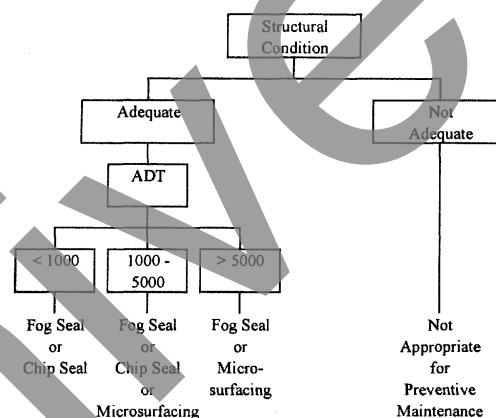 Structural
Condition
Adequate
Not
Adequate
ADT
< 1000
1000 -
5000
> 5000
Fog Seal
or
Chip Seal
Fog Seal
or
Chip Seal
or
Microsurfacing
Fog Seal
or
Micro-
surfacing
Not
Appropriate
for
Preventive
Maintenance